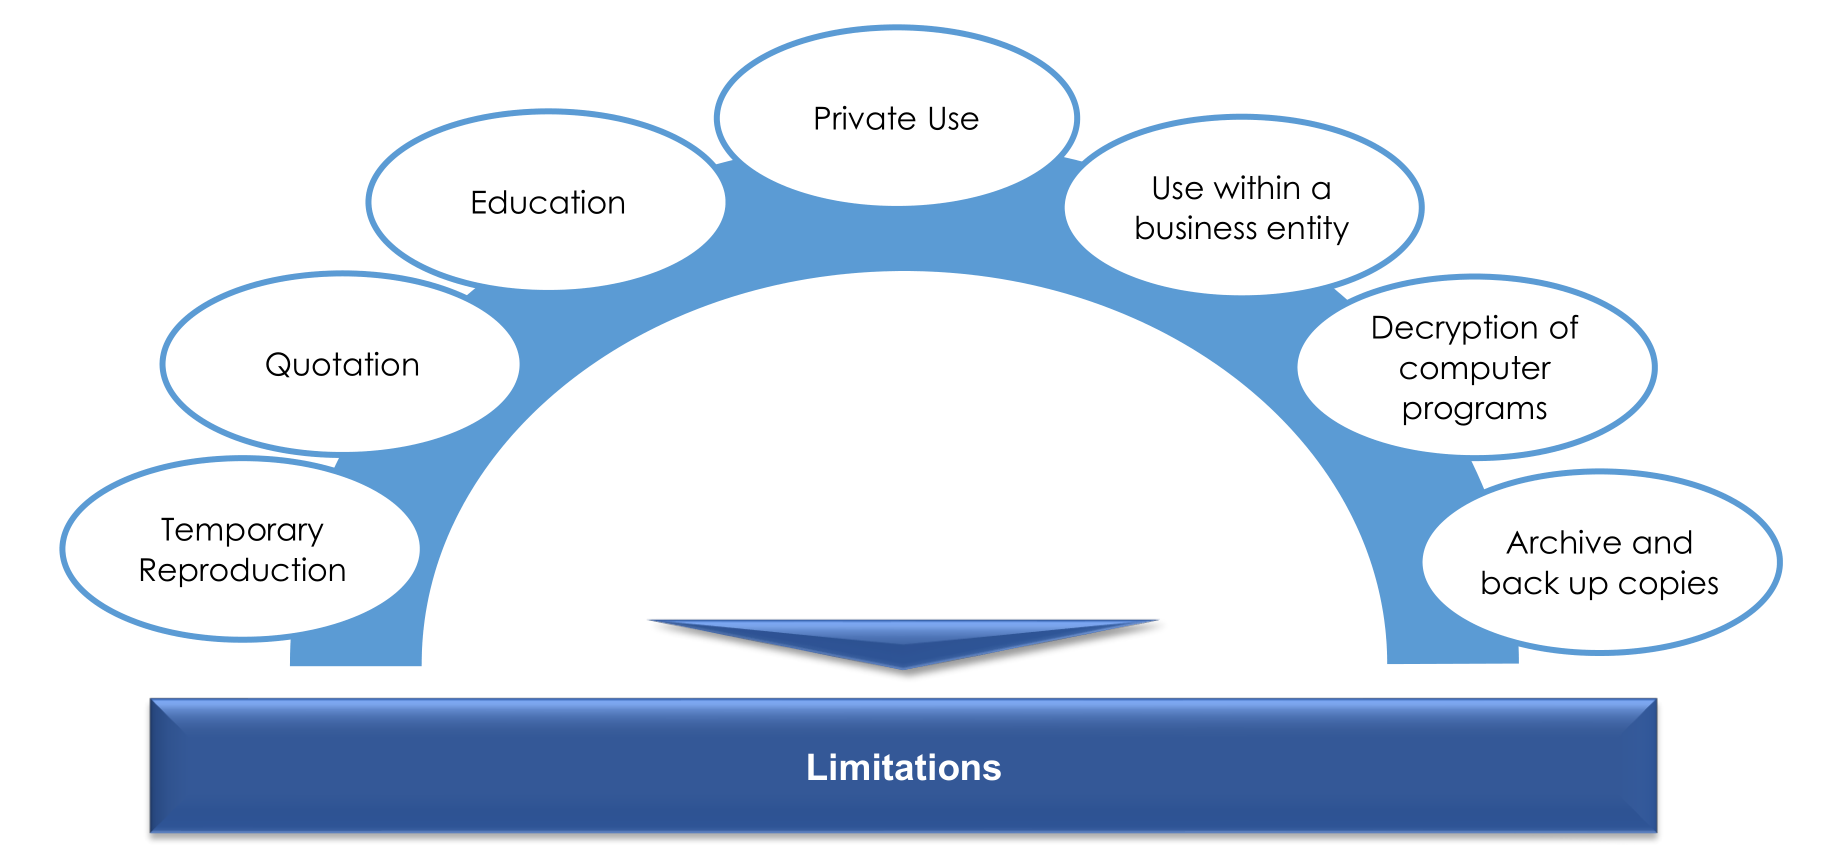 Private Use
Education
Use within a
business entity
Quotation
Decryption of
computer
programs
Temporary
Reproduction
Archive and
back up copies
Limitations